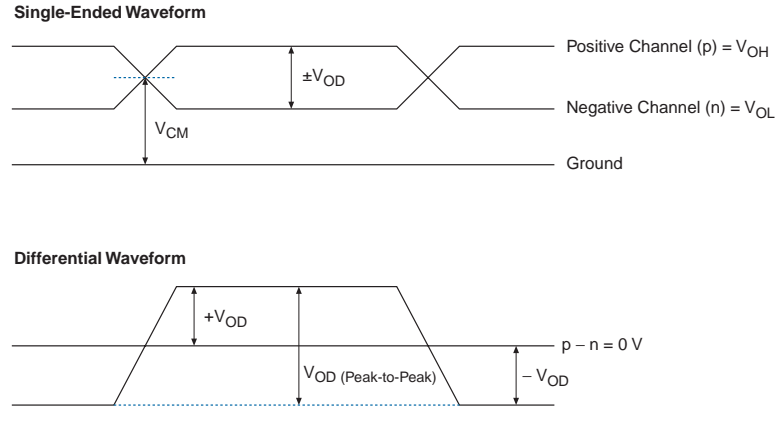 Single-Ended Waveform
Positive Channel (p) = VOH
±VOD
Negative Channel (n) = VOL
VCM
Ground
Differential Waveform
+VOD
p − n = 0 V
VOD (Peak-to-Peak)
− VOD